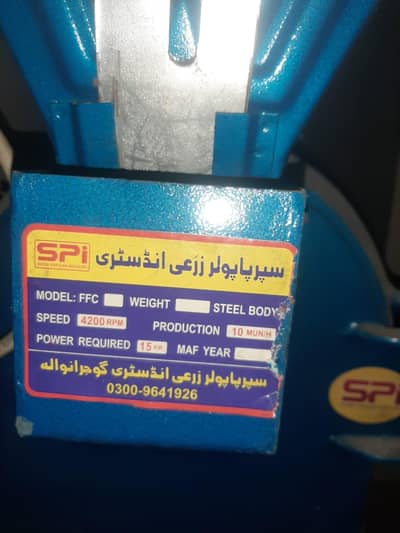 SPi سپر پاپولر زرعی انڈسٹری
MODEL: FFC WEIGHT STEEL BODY
SPEED 4200 RPM PRODUCTION 10 MUN/H
POWER REQUIRED 15 MAF YEAR
سپر پاپولر زرعی انڈسٹری گوجرانوالہ
0300-9641926
SPi